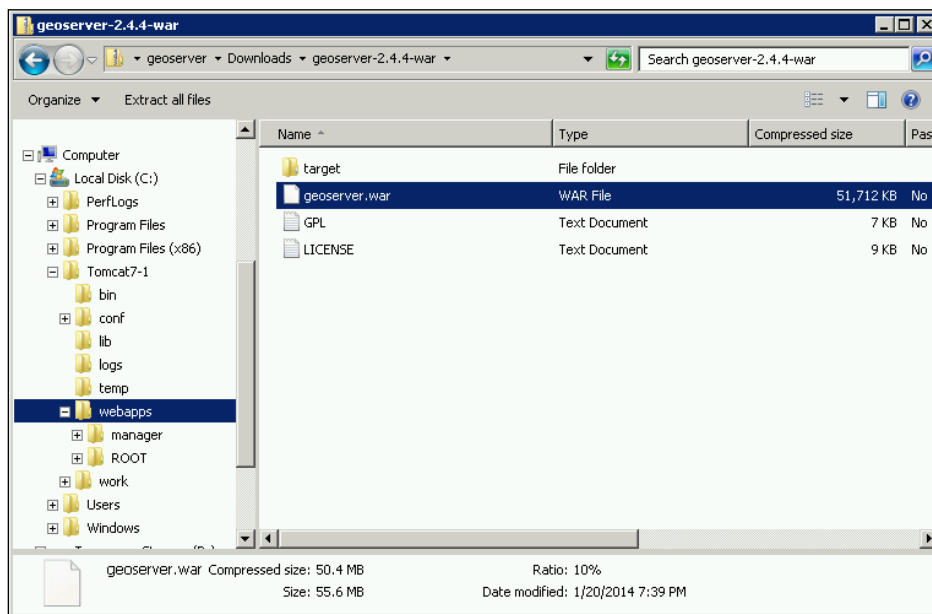 geoserver-2.4.4-war
geoserver Downloads geoserver-2.4.4-war Search geoserver-2.4.4-war
Organize Extract all files
Name Type Compressed size Pas
Computer
Local Disk (C:)
PerfLogs
Program Files
Program Files (x86)
Tomcat7-1
bin
conf
lib
logs
temp
webapps
manager
ROOT
work
Users
Windows
target File folder
geoserver.war WAR File 51,712 KB No
GPL Text Document 7 KB No
LICENSE Text Document 9 KB No
geoserver.war Compressed size: 50.4 MB Ratio: 10%
Size: 55.6 MB Date modified: 1/20/2014 7:39 PM